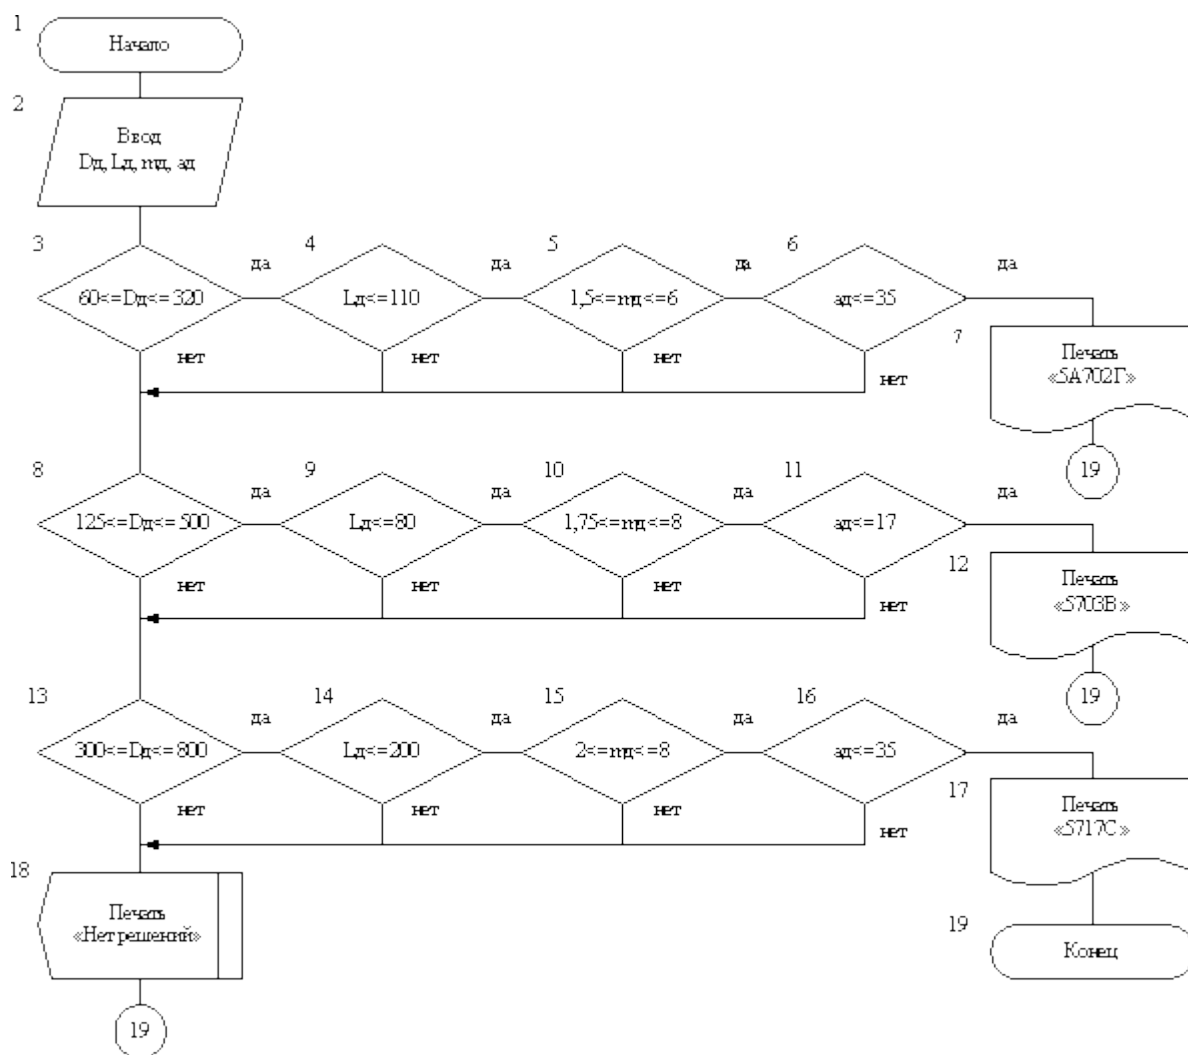 1
Начало
2
Ввод
Dд, Lд, mд, aд
3
да
4
да
5
да
6
да
60<=Dд<=320
Lд<=110
1,5<=mд<=6
aд<=35
нет
нет
нет
нет
7
Печать
«5А702Г»
19
8
да
9
да
10
да
11
да
125<=Dд<=500
Lд<=80
1,75<=mд<=8
aд<=17
нет
нет
нет
нет
12
Печать
«5703В»
19
13
да
14
да
15
да
16
да
300<=Dд<=800
Lд<=200
2<=mд<=8
aд<=35
нет
нет
нет
нет
17
Печать
«5717С»
18
Печать
«Нет решений»
19
19
Конец